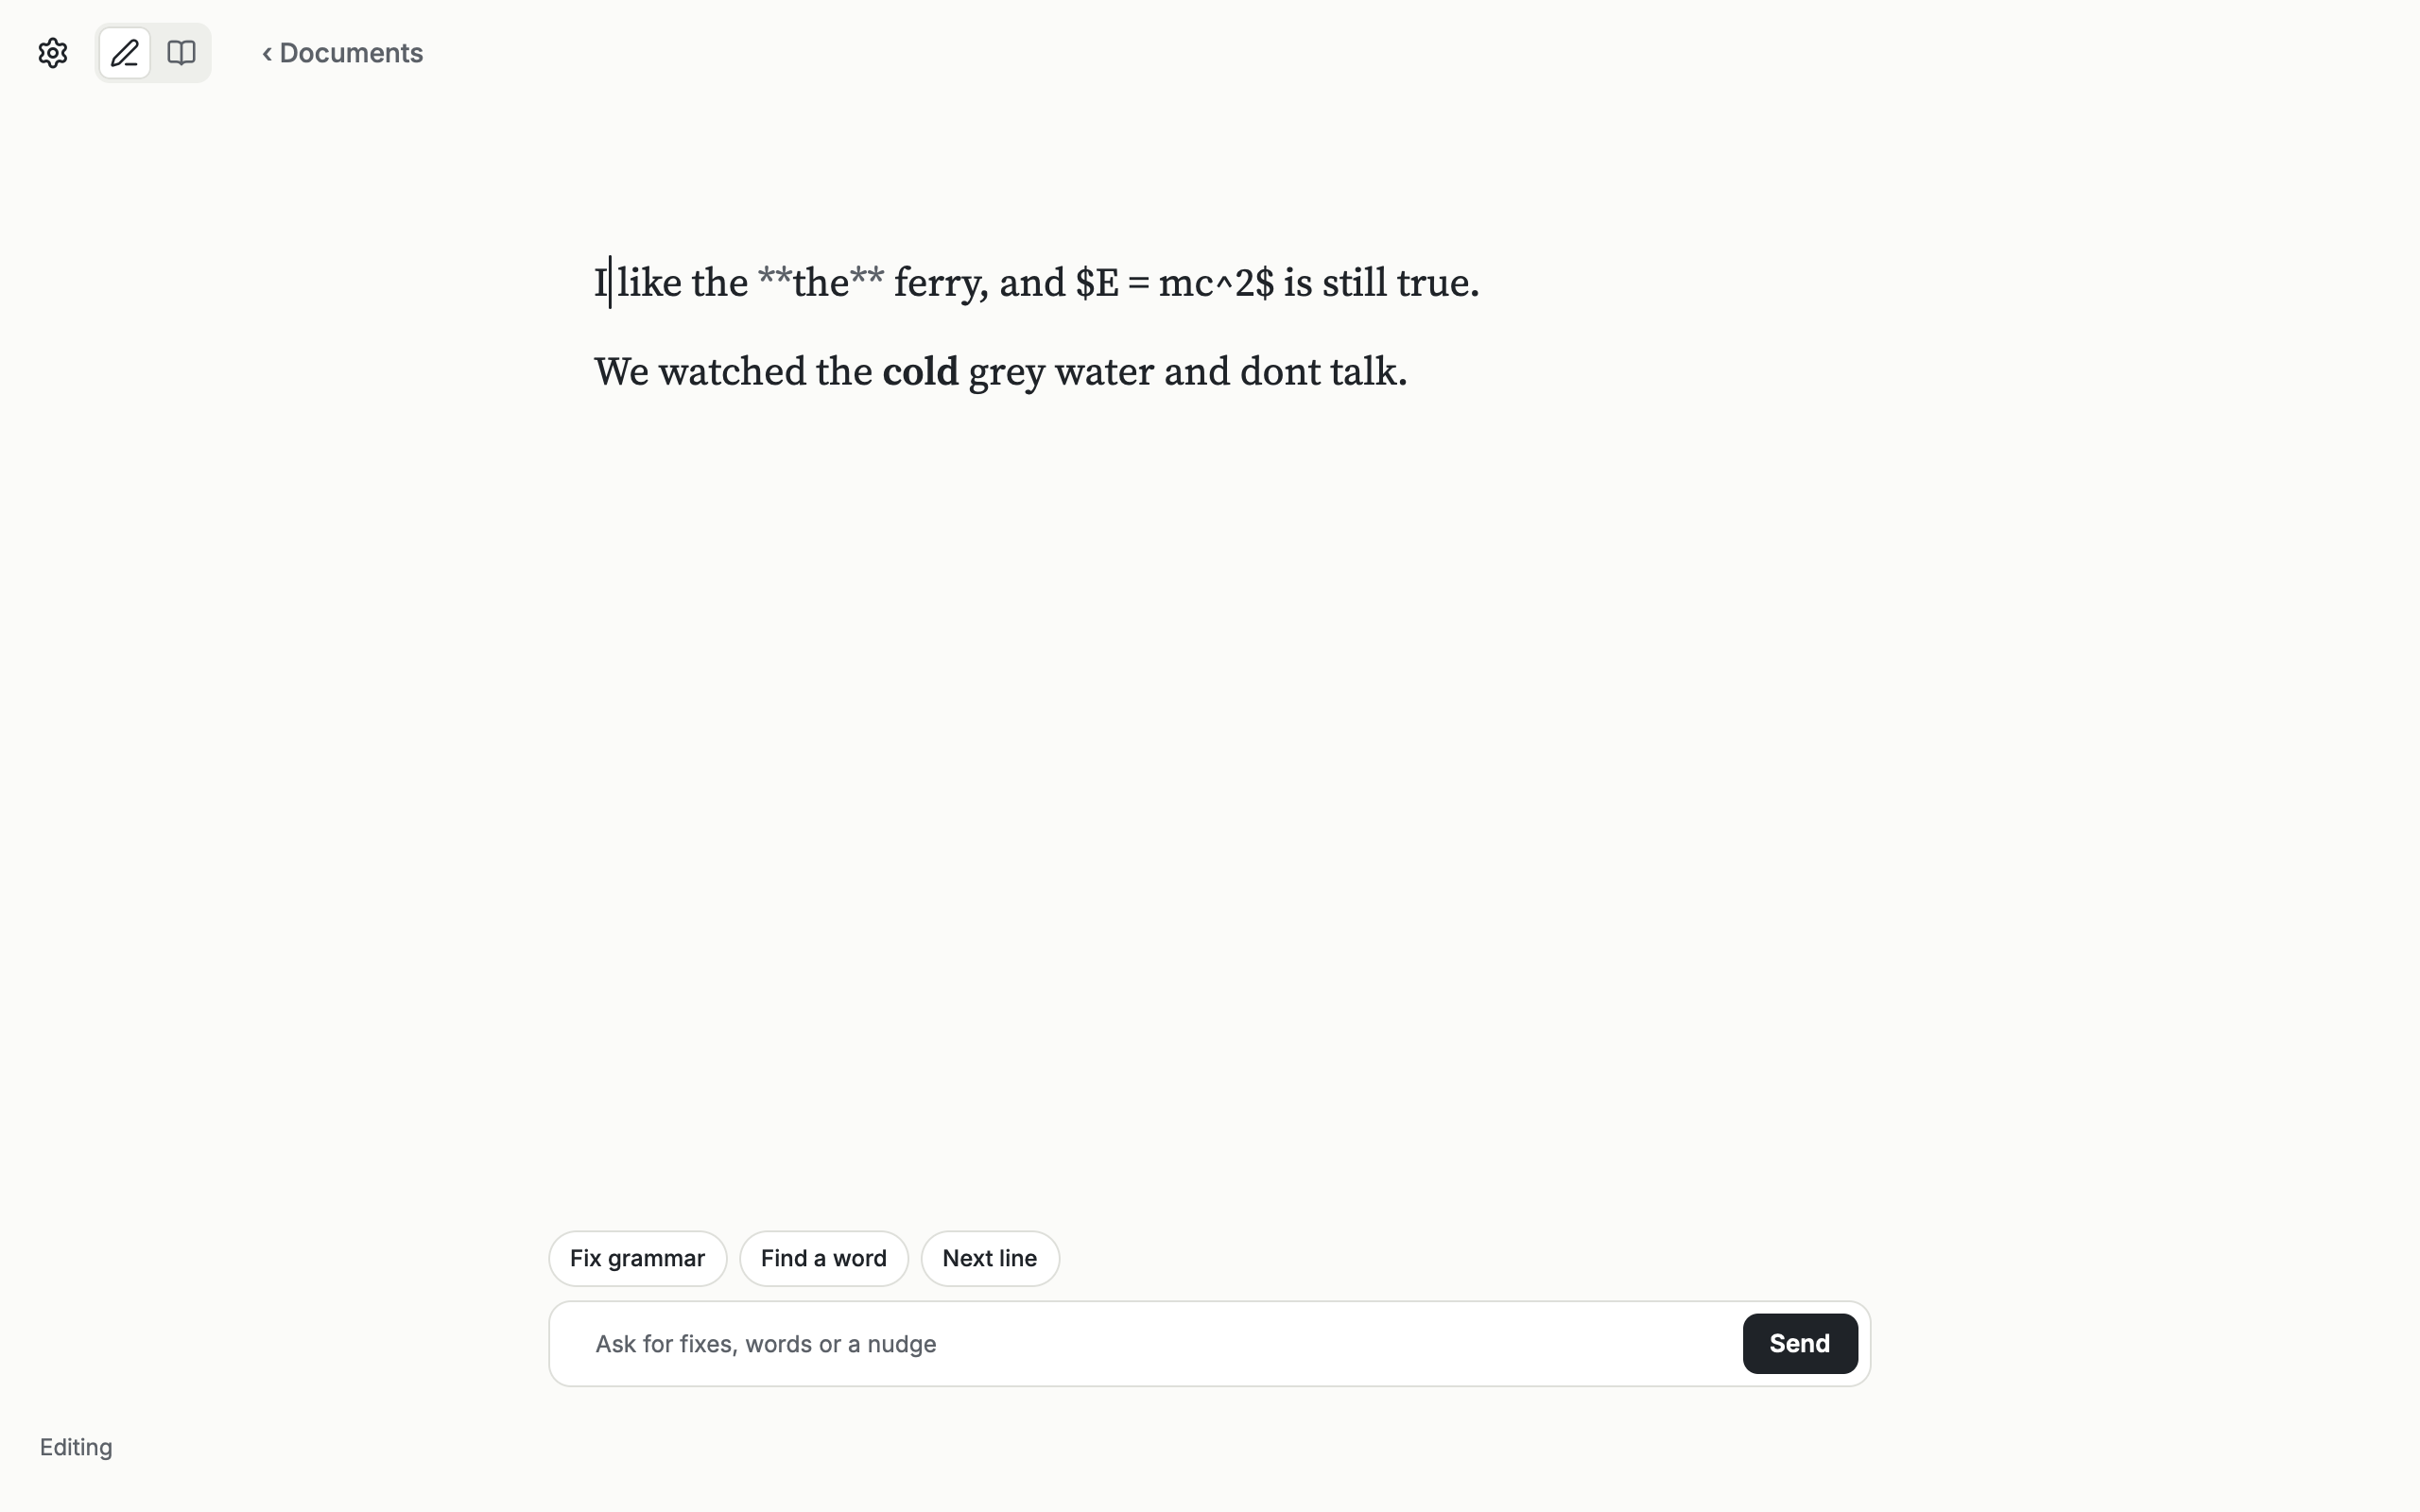 ‹ Documents
I like the **the** ferry, and $E = mc^2$ is still true.
We watched the cold grey water and dont talk.
Fix grammar Find a word Next line
Ask for fixes, words or a nudge Send
Editing